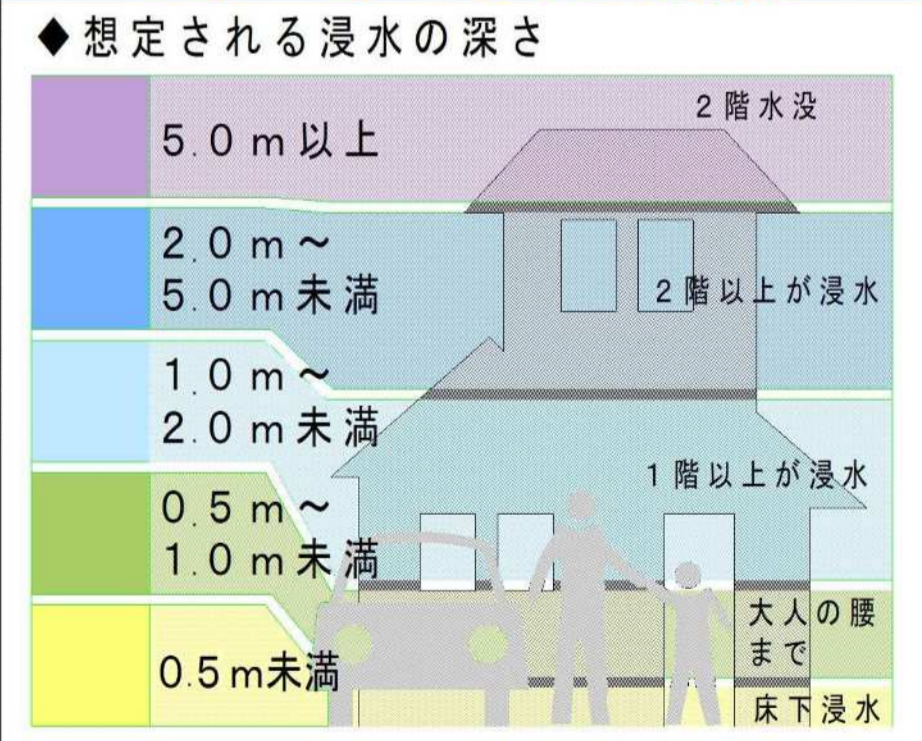 ◆想定される浸水の深さ
5.0m以上
2階水没
2.0m~
5.0m未満
2階以上が浸水
1.0m~
2.0m未満
1階以上が浸水
0.5m~
1.0m未満
大人の腰
まで
0.5m未満
床下浸水